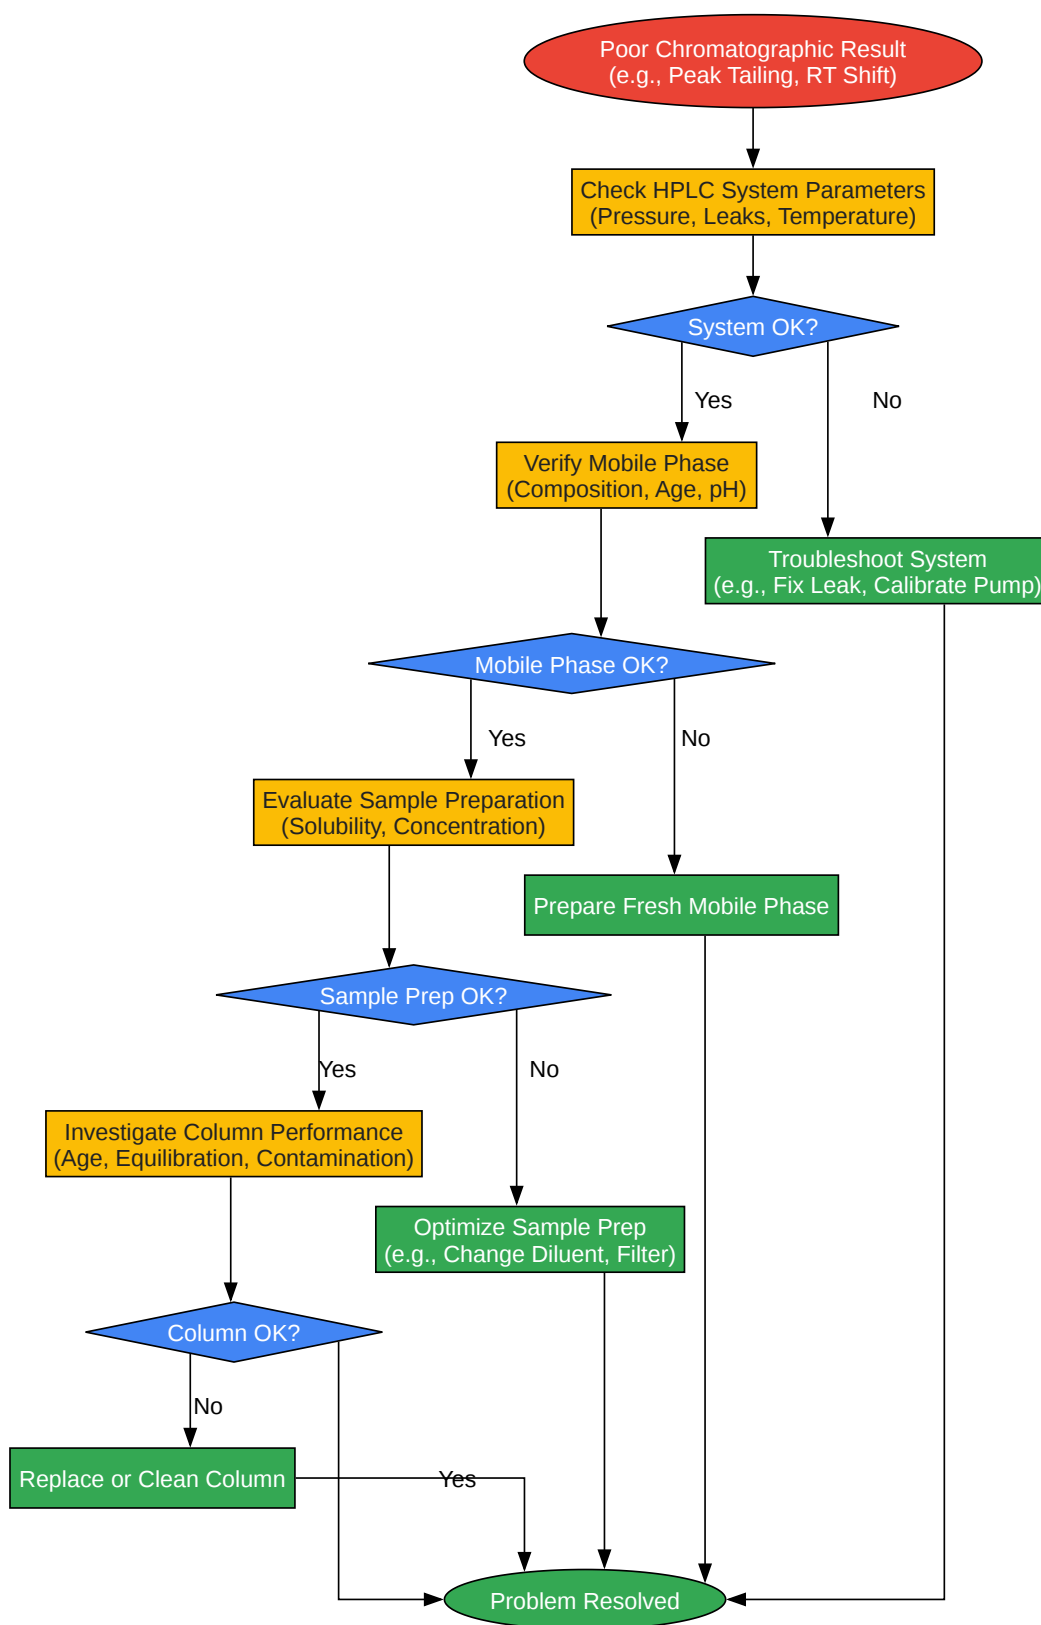 Poor Chromatographic Result
(e.g., Peak Tailing, RT Shift)
Check HPLC System Parameters
(Pressure, Leaks, Temperature)
System OK?
Yes
No
Verify Mobile Phase
(Composition, Age, pH)
Troubleshoot System
(e.g., Fix Leak, Calibrate Pump)
Mobile Phase OK?
Yes
No
Evaluate Sample Preparation
(Solubility, Concentration)
Prepare Fresh Mobile Phase
Sample Prep OK?
Yes
No
Investigate Column Performance
(Age, Equilibration, Contamination)
Optimize Sample Prep
(e.g., Change Diluent, Filter)
Column OK?
No
Replace or Clean Column
Yes
Problem Resolved